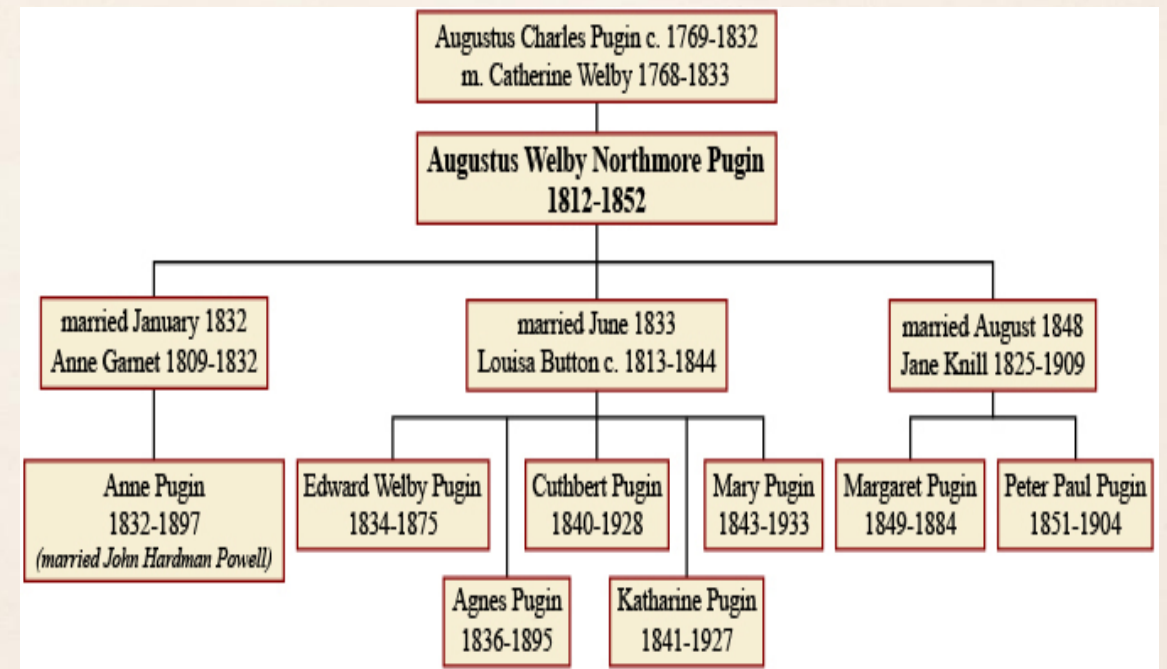 Augustus Charles Pugin c. 1769-1832
m. Catherine Welby 1768-1833
Augustus Welby Northmore Pugin
1812-1852
married January 1832
Anne Garnet 1809-1832
married June 1833
Louisa Button c. 1813-1844
married August 1848
Jane Knill 1825-1909
Anne Pugin
1832-1897
(married John Hardman Powell)
Edward Welby Pugin
1834-1875
Cuthbert Pugin
1840-1928
Mary Pugin
1843-1933
Margaret Pugin
1849-1884
Peter Paul Pugin
1851-1904
Agnes Pugin
1836-1895
Katharine Pugin
1841-1927